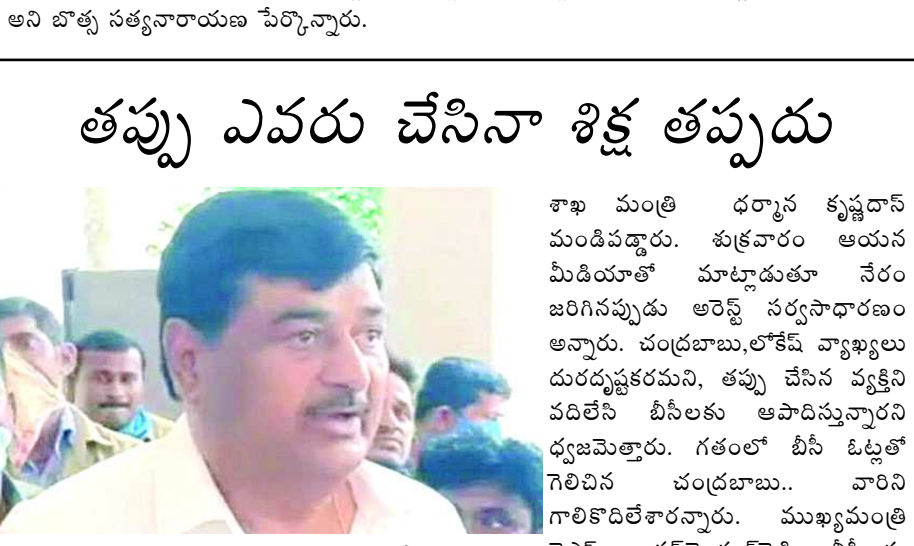 అని బొత్స సత్యనారాయణ పేర్కొన్నారు.
తప్పు ఎవరు చేసినా శిక్ష తప్పదు
శాఖ మంత్రి ధర్మాన కృష్ణదాస్
మండిపడ్డారు. శుక్రవారం ఆయన
మీడియాతో మాట్లాడుతూ నేరం
జరిగినప్పుడు అరెస్ట్ సర్వసాధారణం
అన్నారు. చంద్రబాబు,లోకేష్ వ్యాఖ్యలు
దురదృష్టకరమని, తప్పు చేసిన వ్యక్తిని
వదిలేసి బీసీలకు ఆపాదిస్తున్నారని
ధ్వజమెత్తారు. గతంలో బీసీ ఓట్లతో
గెలిచిన చంద్రబాబు.. వారిని
గాలికొదిలేశారన్నారు. ముఖ్యమంత్రి